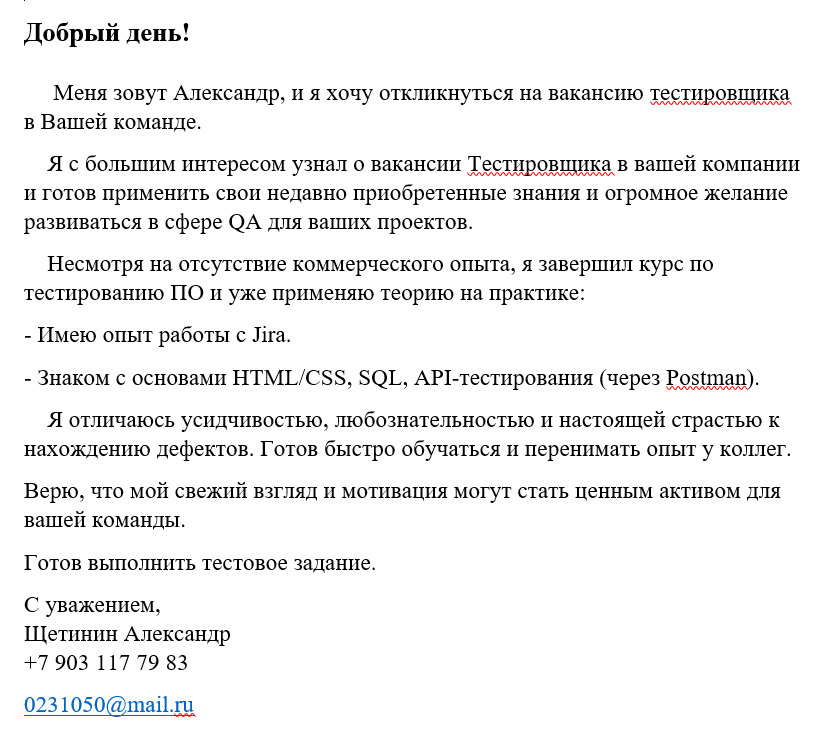 Добрый день!
Меня зовут Александр, и я хочу откликнуться на вакансию тестировщика
в Вашей команде.
Я с большим интересом узнал о вакансии Тестировщика в вашей компании
и готов применить свои недавно приобретенные знания и огромное желание
развиваться в сфере QA для ваших проектов.
Несмотря на отсутствие коммерческого опыта, я завершил курс по
тестированию ПО и уже применяю теорию на практике:
- Имею опыт работы с Jira.
- Знаком с основами HTML/CSS, SQL, API-тестирования (через Postman).
Я отличаюсь усидчивостью, любознательностью и настоящей страстью к
нахождению дефектов. Готов быстро обучаться и перенимать опыт у коллег.
Верю, что мой свежий взгляд и мотивация могут стать ценным активом для
вашей команды.
Готов выполнить тестовое задание.
С уважением,
Щетинин Александр
+7 903 117 79 83
0231050@mail.ru